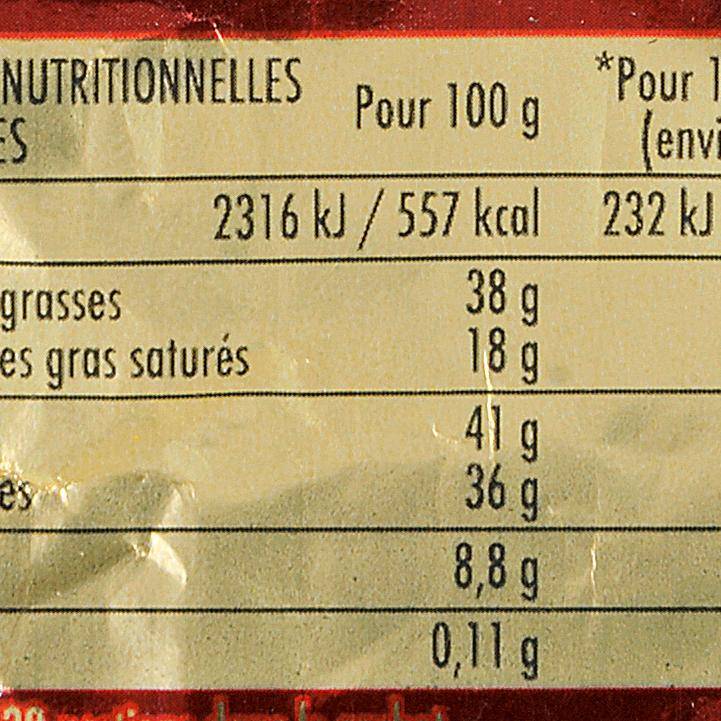 NUTRITIONNELLES Pour 100 g *Pour 1
ES (envi
2316 kJ / 557 kcal 232 kJ
grasses 38 g
es gras saturés 18 g
41 g
es 36 g
8,8 g
0,11 g